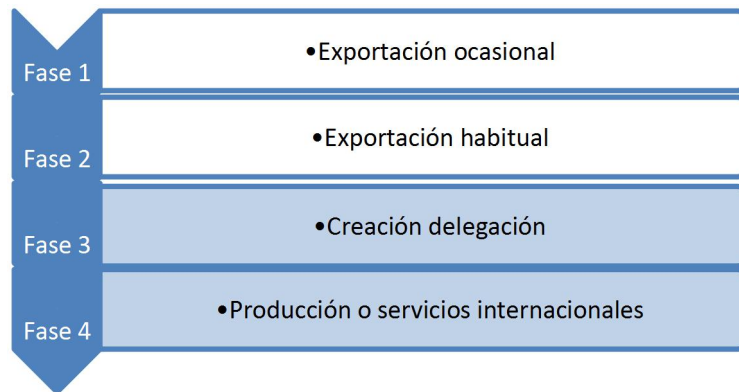 Fase 1
•Exportación ocasional
Fase 2
•Exportación habitual
Fase 3
•Creación delegación
Fase 4
•Producción o servicios internacionales